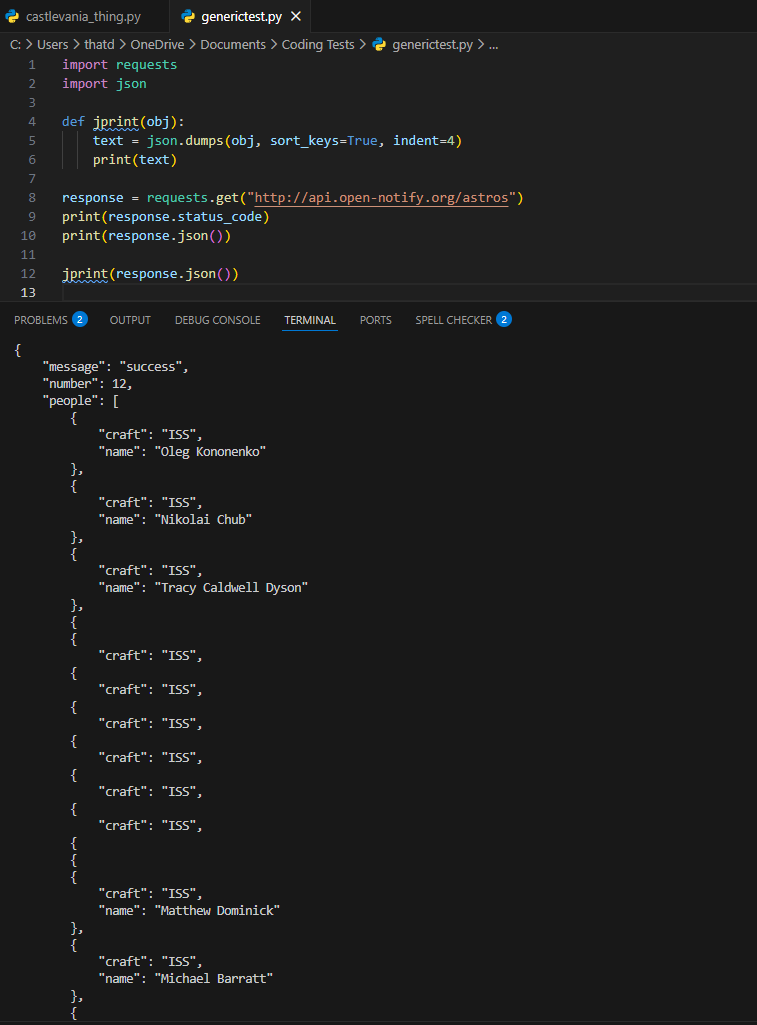 castlevania_thing.py
generictest.py
C: > Users > thatd > OneDrive > Documents > Coding Tests > generictest.py > ...
1 import requests
2 import json
3
4 def jprint(obj):
5     text = json.dumps(obj, sort_keys=True, indent=4)
6     print(text)
7
8 response = requests.get("http://api.open-notify.org/astros")
9 print(response.status_code)
10 print(response.json())
11
12 jprint(response.json())
13
PROBLEMS 2 OUTPUT DEBUG CONSOLE TERMINAL PORTS SPELL CHECKER 2
{
    "message": "success",
    "number": 12,
    "people": [
        {
            "craft": "ISS",
            "name": "Oleg Kononenko"
        },
        {
            "craft": "ISS",
            "name": "Nikolai Chub"
        },
        {
            "craft": "ISS",
            "name": "Tracy Caldwell Dyson"
        },
        {
        {
            "craft": "ISS",
        {
            "craft": "ISS",
        {
            "craft": "ISS",
        {
            "craft": "ISS",
        {
            "craft": "ISS",
        {
            "craft": "ISS",
        {
        {
        {
            "craft": "ISS",
            "name": "Matthew Dominick"
        },
        {
            "craft": "ISS",
            "name": "Michael Barratt"
        },
        {